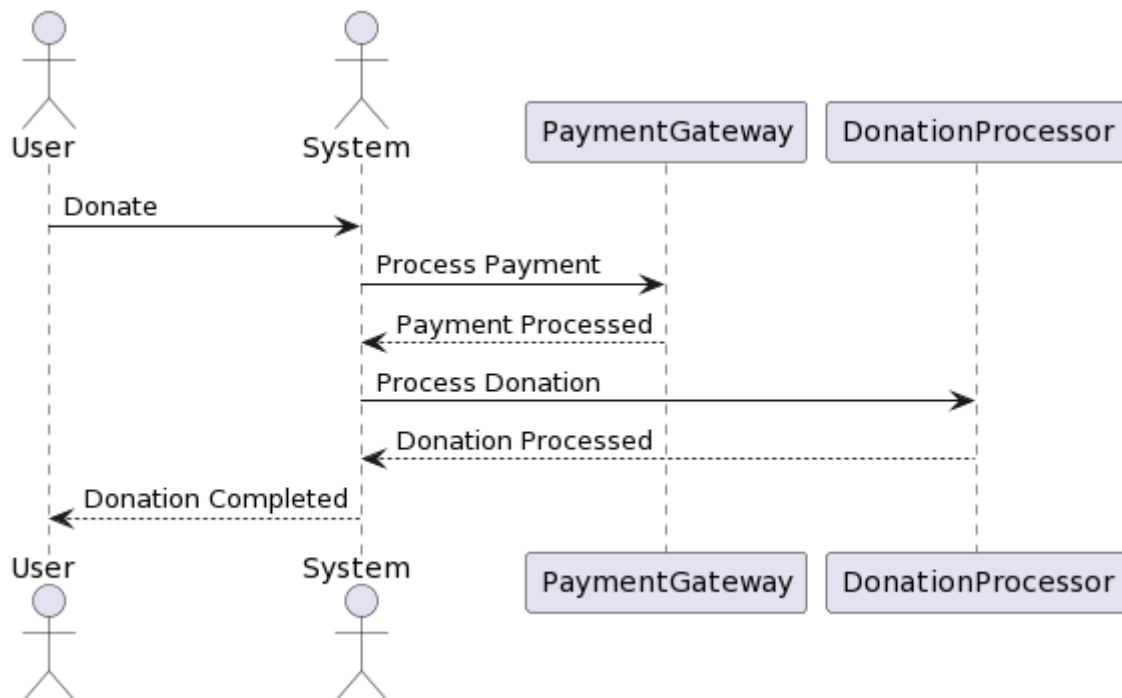 User
System
PaymentGateway
DonationProcessor
Donate
Process Payment
Payment Processed
Process Donation
Donation Processed
Donation Completed
User
System
PaymentGateway
DonationProcessor